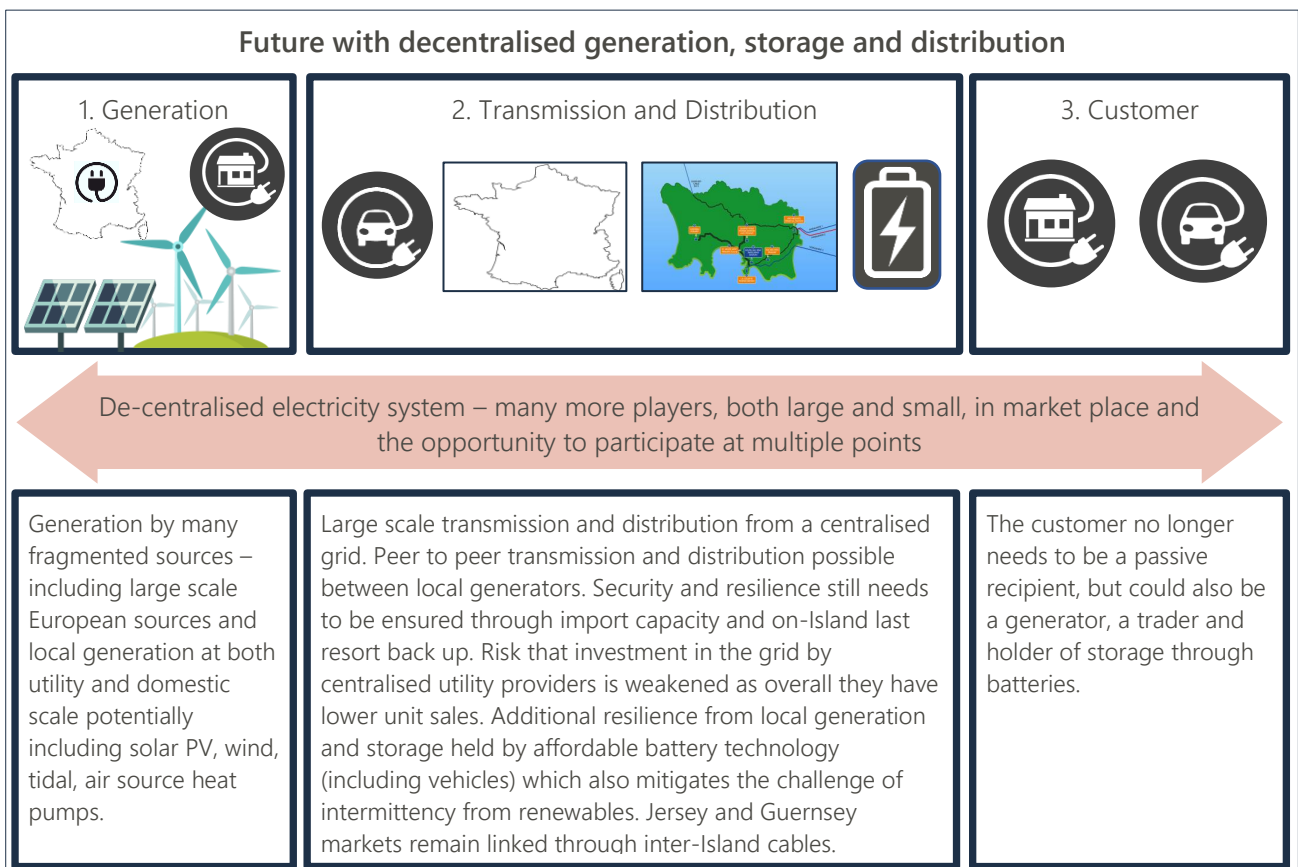 Future with decentralised generation, storage and distribution
1. Generation
2. Transmission and Distribution
3. Customer
De-centralised electricity system – many more players, both large and small, in market place and
the opportunity to participate at multiple points
Generation by many
fragmented sources –
including large scale
European sources and
local generation at both
utility and domestic
scale potentially
including solar PV, wind,
tidal, air source heat
pumps.
Large scale transmission and distribution from a centralised
grid. Peer to peer transmission and distribution possible
between local generators. Security and resilience still needs
to be ensured through import capacity and on-Island last
resort back up. Risk that investment in the grid by
centralised utility providers is weakened as overall they have
lower unit sales. Additional resilience from local generation
and storage held by affordable battery technology
(including vehicles) which also mitigates the challenge of
intermittency from renewables. Jersey and Guernsey
markets remain linked through inter-Island cables.
The customer no longer
needs to be a passive
recipient, but could also be
a generator, a trader and
holder of storage through
batteries.